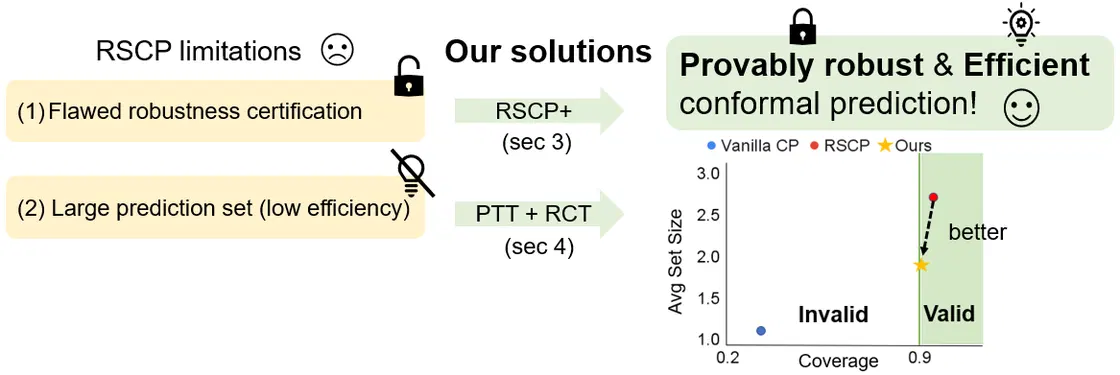 RSCP limitations
(1) Flawed robustness certification
(2) Large prediction set (low efficiency)
Our solutions
RSCP+
(sec 3)
PTT + RCT
(sec 4)
Provably robust & Efficient
conformal prediction!
Vanilla CP RSCP Ours
Avg Set Size
3.0
2.5
2.0
1.5
1.0
better
Invalid
Valid
0.2
Coverage
0.9